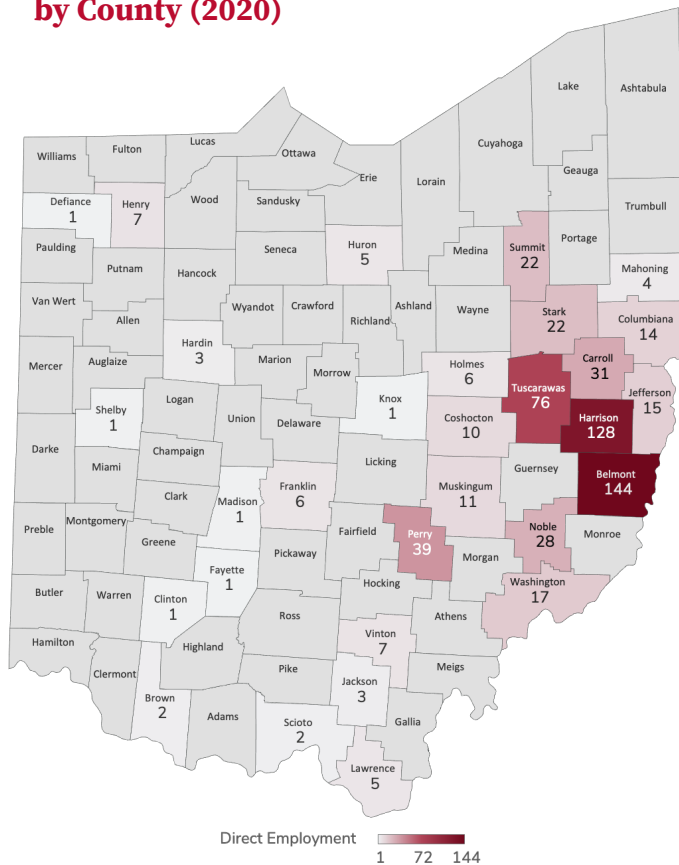 by County (2020)
Lake
Ashtabula
Lucas
Fulton
Williams
Ottawa
Cuyahoga
Geauga
Erie
Lorain
Wood
Sandusky
Defiance
1
Henry
7
Trumbull
Portage
Paulding
Seneca
Huron
5
Medina
Summit
22
Putnam
Hancock
Mahoning
4
Van Wert
Allen
Wyandot
Crawford
Richland
Ashland
Wayne
Stark
22
Columbiana
14
Hardin
3
Mercer
Auglaize
Marion
Morrow
Holmes
6
Carroll
31
Tuscarawas
76
Jefferson
15
Logan
Knox
1
Shelby
1
Union
Delaware
Coshocton
10
Harrison
128
Darke
Champaign
Miami
Licking
Guernsey
Belmont
144
Clark
Madison
1
Franklin
6
Muskingum
11
Preble
Montgomery
Greene
Fairfield
Perry
39
Noble
28
Monroe
Pickaway
Morgan
Fayette
1
Hocking
Washington
17
Butler
Warren
Clinton
1
Ross
Athens
Hamilton
Highland
Vinton
7
Clermont
Pike
Meigs
Jackson
3
Brown
2
Adams
Scioto
2
Gallia
Lawrence
5
Direct Employment
1 72 144